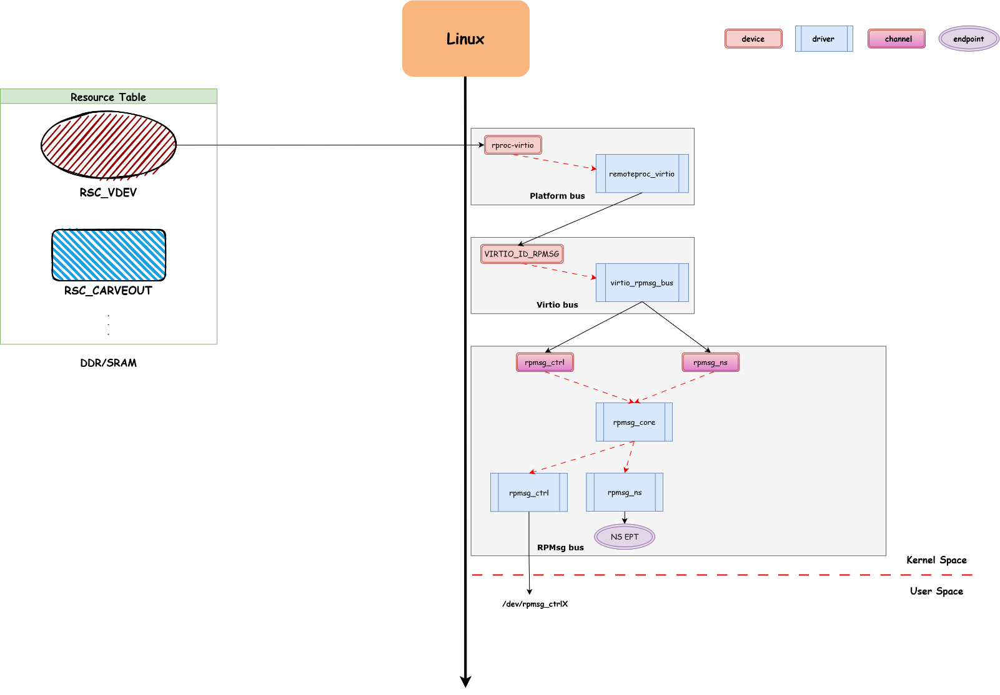 Linux
device
driver
channel
endpoint
Resource Table
RSC_VDEV
RSC_CARVEOUT
.
.
.
DDR/SRAM
rproc-virtio
remoteproc_virtio
Platform bus
VIRTIO_ID_RPMSG
virtio_rpmsg_bus
Virtio bus
rpmsg_ctrl
rpmsg_ns
rpmsg_core
rpmsg_ctrl
rpmsg_ns
NS EPT
RPMsg bus
Kernel Space
User Space
/dev/rpmsg_ctrlX